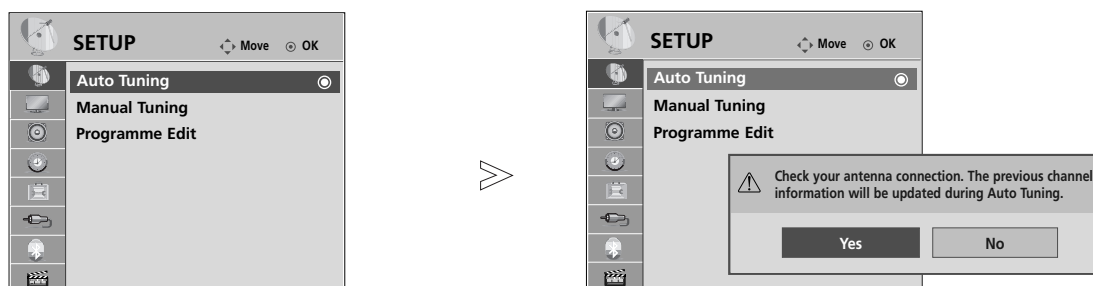 SETUP
Move OK
Auto Tuning
Manual Tuning
Programme Edit
SETUP
Move OK
Auto Tuning
Manual Tuning
Programme Edit
Check your antenna connection. The previous channel
information will be updated during Auto Tuning.
Yes No